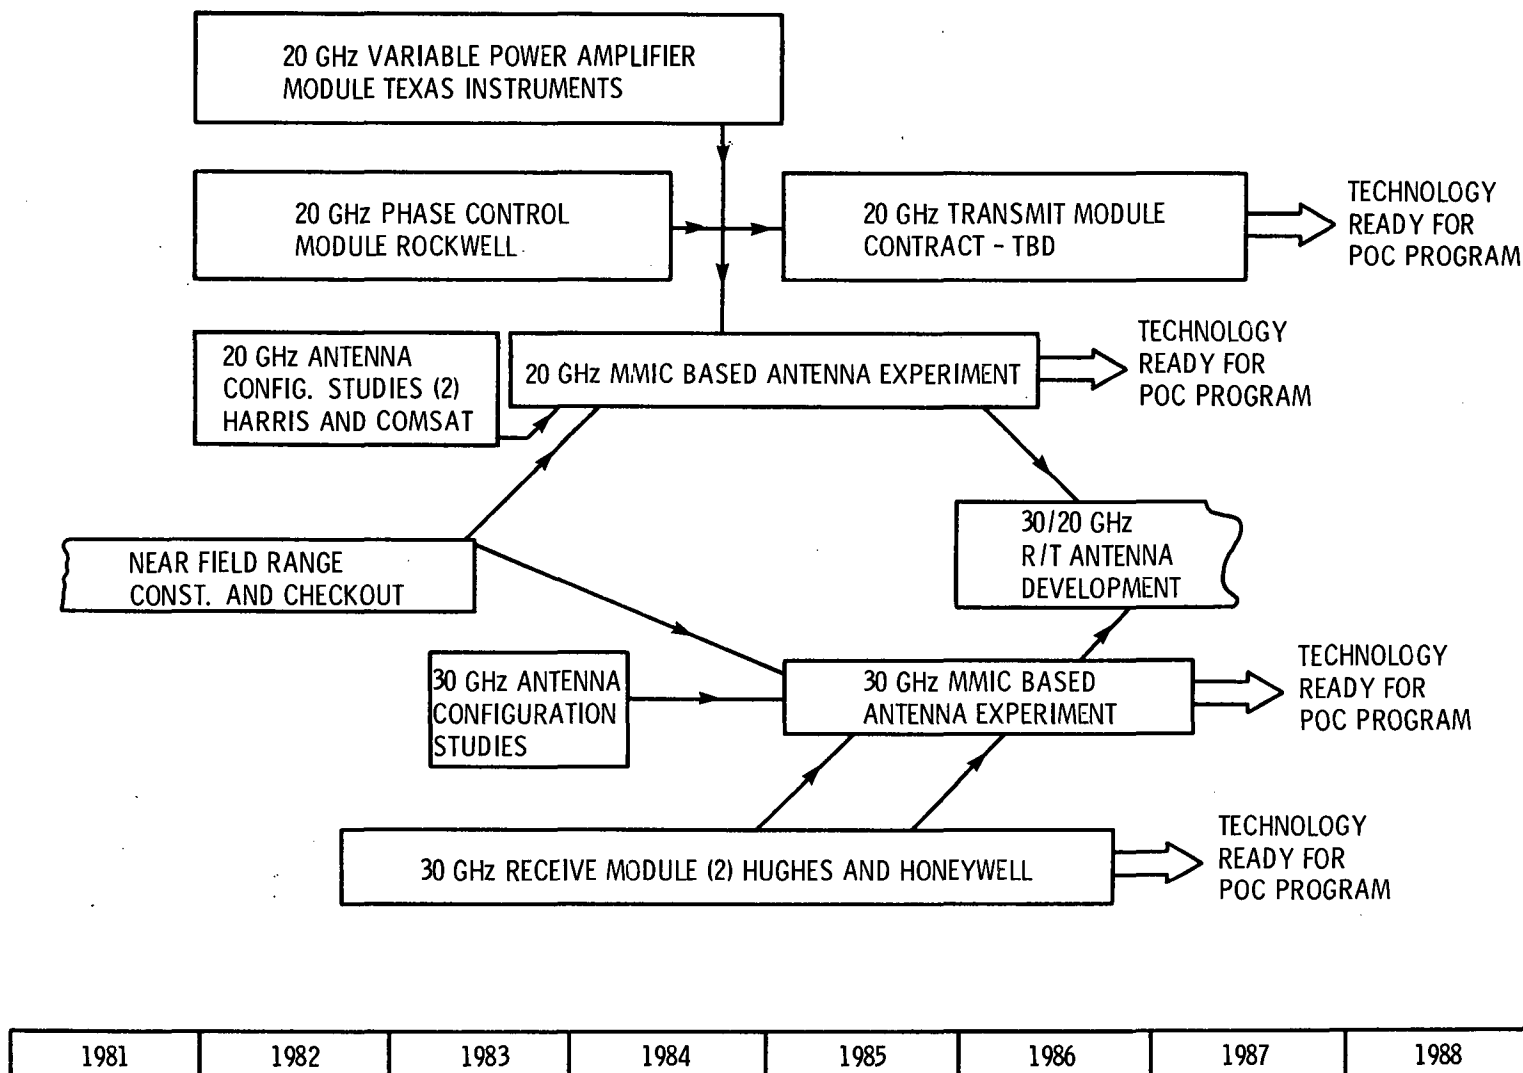 20 GHz VARIABLE POWER AMPLIFIER
MODULE TEXAS INSTRUMENTS
20 GHz PHASE CONTROL
MODULE ROCKWELL
20 GHz TRANSMIT MODULE
CONTRACT - TBD
TECHNOLOGY
READY FOR
POC PROGRAM
20 GHz ANTENNA
CONFIG. STUDIES (2)
HARRIS AND COMSAT
20 GHz MMIC BASED ANTENNA EXPERIMENT
TECHNOLOGY
READY FOR
POC PROGRAM
NEAR FIELD RANGE
CONST. AND CHECKOUT
30/20 GHz
R/T ANTENNA
DEVELOPMENT
30 GHz ANTENNA
CONFIGURATION
STUDIES
30 GHz MMIC BASED
ANTENNA EXPERIMENT
TECHNOLOGY
READY FOR
POC PROGRAM
30 GHz RECEIVE MODULE (2) HUGHES AND HONEYWELL
TECHNOLOGY
READY FOR
POC PROGRAM
1981 1982 1983 1984 1985 1986 1987 1988